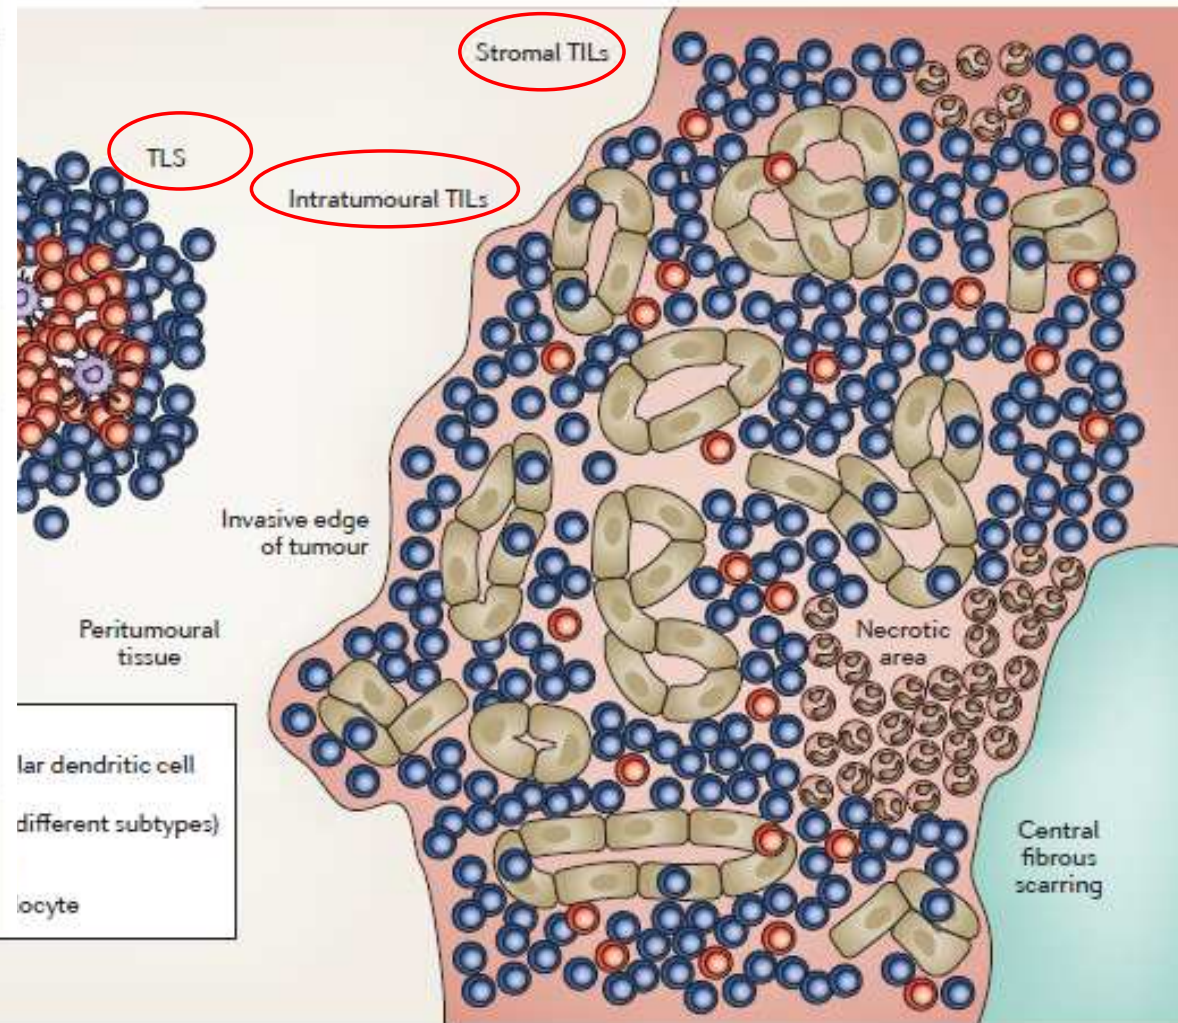 Stromal TILs
TLS
Intratumoural TILs
Invasive edge
of tumour
Peritumoural
tissue
Necrotic
area
lar dendritic cell
different subtypes)
ocyte
Central
fibrous
scarring